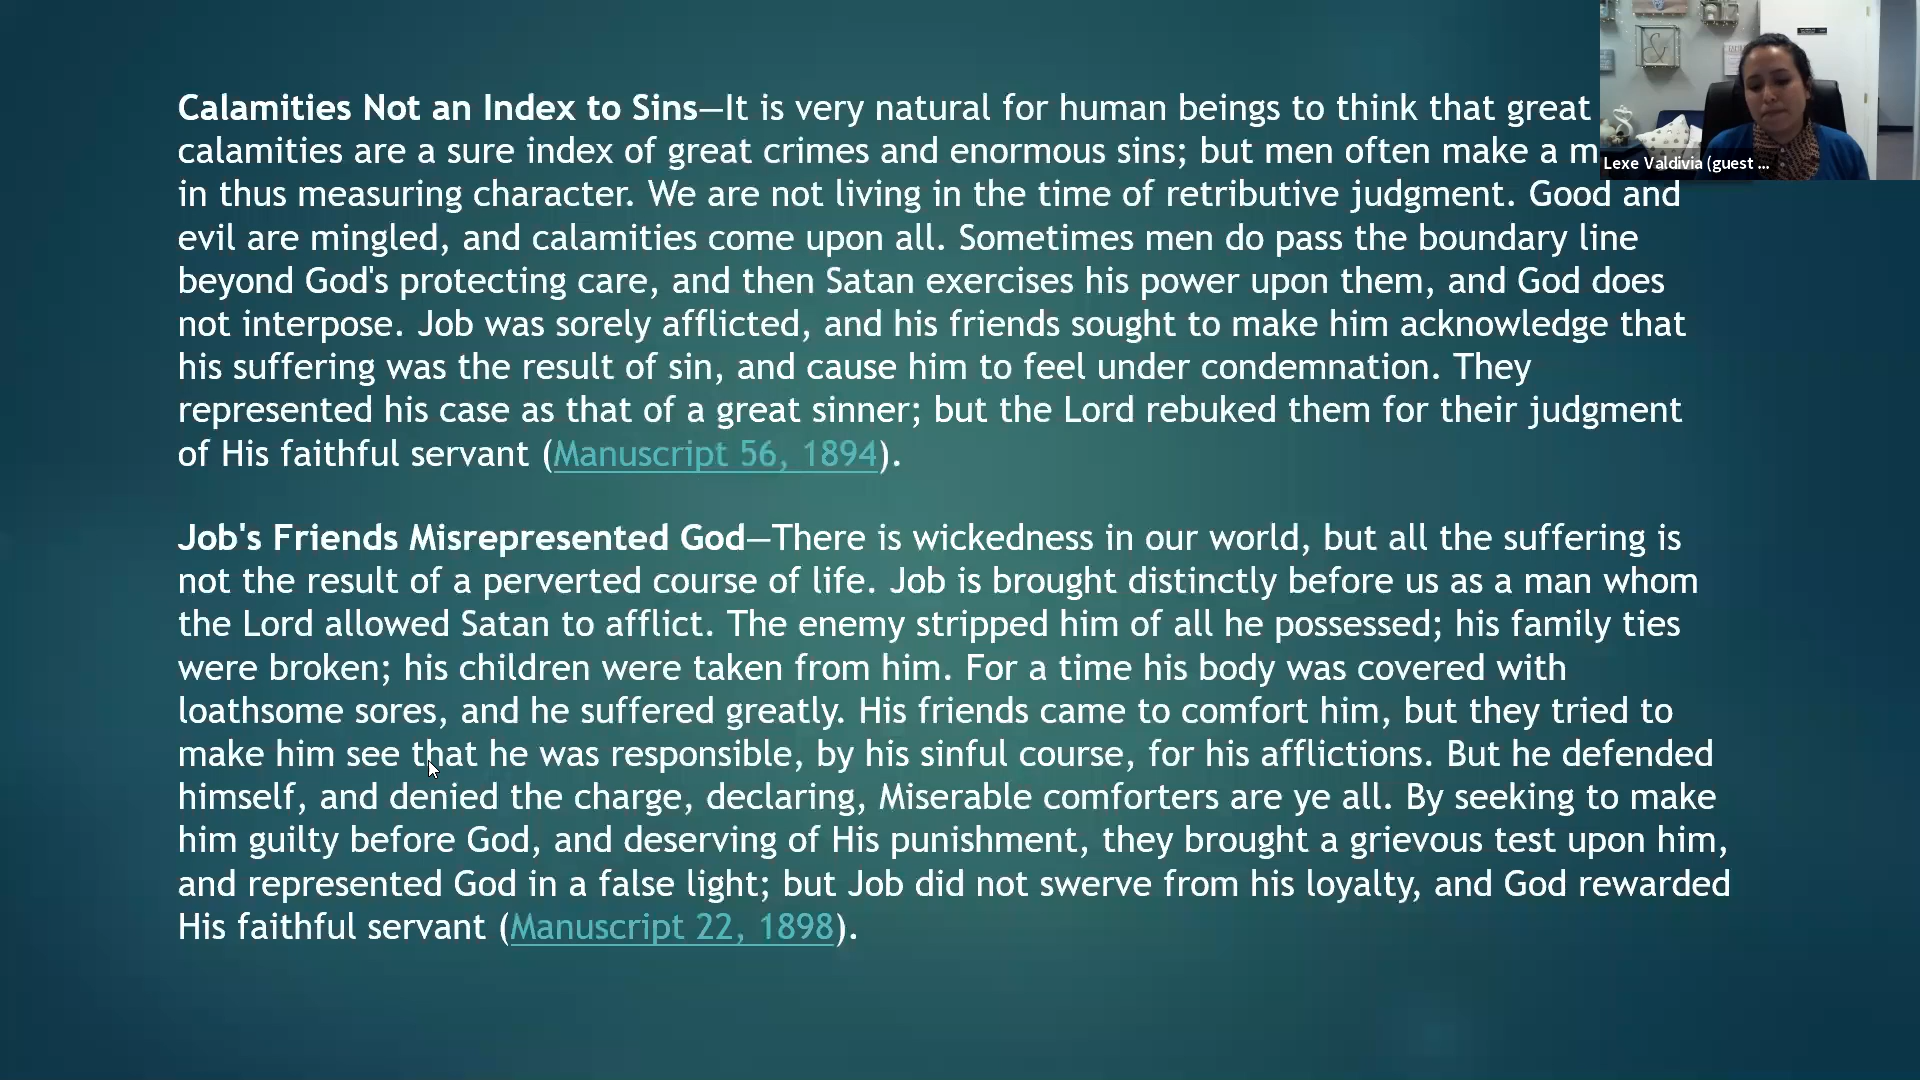 Calamities Not an Index to Sins—It is very natural for human beings to think that great
calamities are a sure index of great crimes and enormous sins; but men often make a m
in thus measuring character. We are not living in the time of retributive judgment. Good and
evil are mingled, and calamities come upon all. Sometimes men do pass the boundary line
beyond God's protecting care, and then Satan exercises his power upon them, and God does
not interpose. Job was sorely afflicted, and his friends sought to make him acknowledge that
his suffering was the result of sin, and cause him to feel under condemnation. They
represented his case as that of a great sinner; but the Lord rebuked them for their judgment
of His faithful servant (Manuscript 56, 1894).
Job's Friends Misrepresented God—There is wickedness in our world, but all the suffering is
not the result of a perverted course of life. Job is brought distinctly before us as a man whom
the Lord allowed Satan to afflict. The enemy stripped him of all he possessed; his family ties
were broken; his children were taken from him. For a time his body was covered with
loathsome sores, and he suffered greatly. His friends came to comfort him, but they tried to
make him see that he was responsible, by his sinful course, for his afflictions. But he defended
himself, and denied the charge, declaring, Miserable comforters are ye all. By seeking to make
him guilty before God, and deserving of His punishment, they brought a grievous test upon him,
and represented God in a false light; but Job did not swerve from his loyalty, and God rewarded
His faithful servant (Manuscript 22, 1898).
&
Lexe Valdivia (guest ...